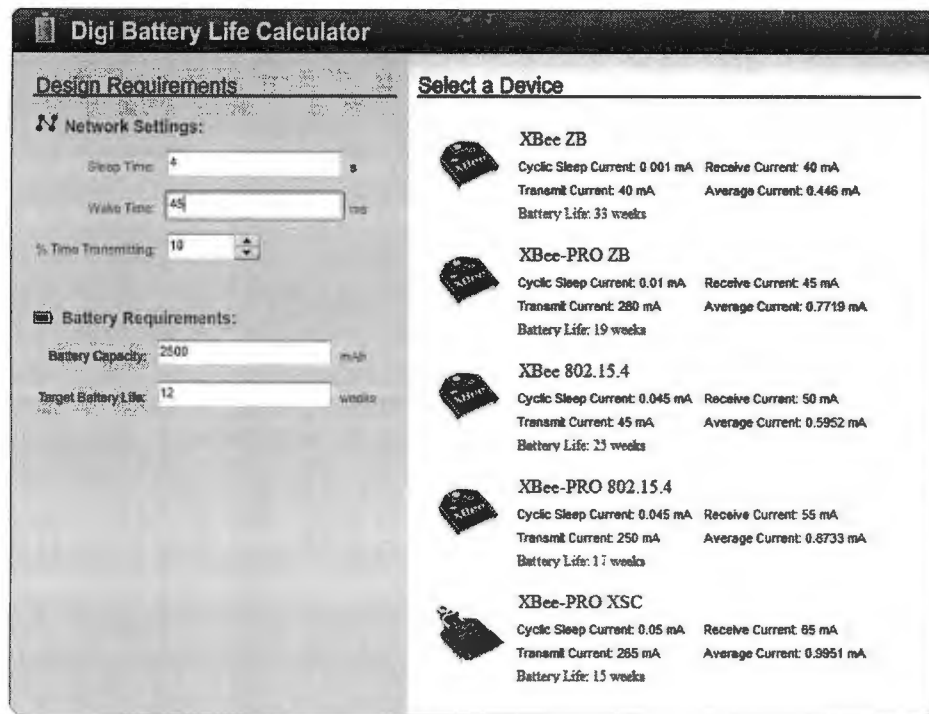 Digi Battery Life Calculator
Design Requirements
Network Settings:
Sleep Time: 4 s
Wake Time: 45 ms
% Time Transmitting: 10
Battery Requirements:
Battery Capacity: 2500 mAh
Target Battery Life: 12 weeks
Select a Device
XBee ZB
Cyclic Sleep Current: 0.001 mA Receive Current: 40 mA
Transmit Current: 40 mA Average Current: 0.446 mA
Battery Life: 33 weeks
XBee-PRO ZB
Cyclic Sleep Current: 0.01 mA Receive Current: 45 mA
Transmit Current: 280 mA Average Current: 0.7719 mA
Battery Life: 19 weeks
XBee 802.15.4
Cyclic Sleep Current: 0.045 mA Receive Current: 50 mA
Transmit Current: 45 mA Average Current: 0.5952 mA
Battery Life: 25 weeks
XBee-PRO 802.15.4
Cyclic Sleep Current: 0.045 mA Receive Current: 55 mA
Transmit Current: 250 mA Average Current: 0.8733 mA
Battery Life: 17 weeks
XBee-PRO XSC
Cyclic Sleep Current: 0.05 mA Receive Current: 65 mA
Transmit Current: 265 mA Average Current: 0.9951 mA
Battery Life: 15 weeks